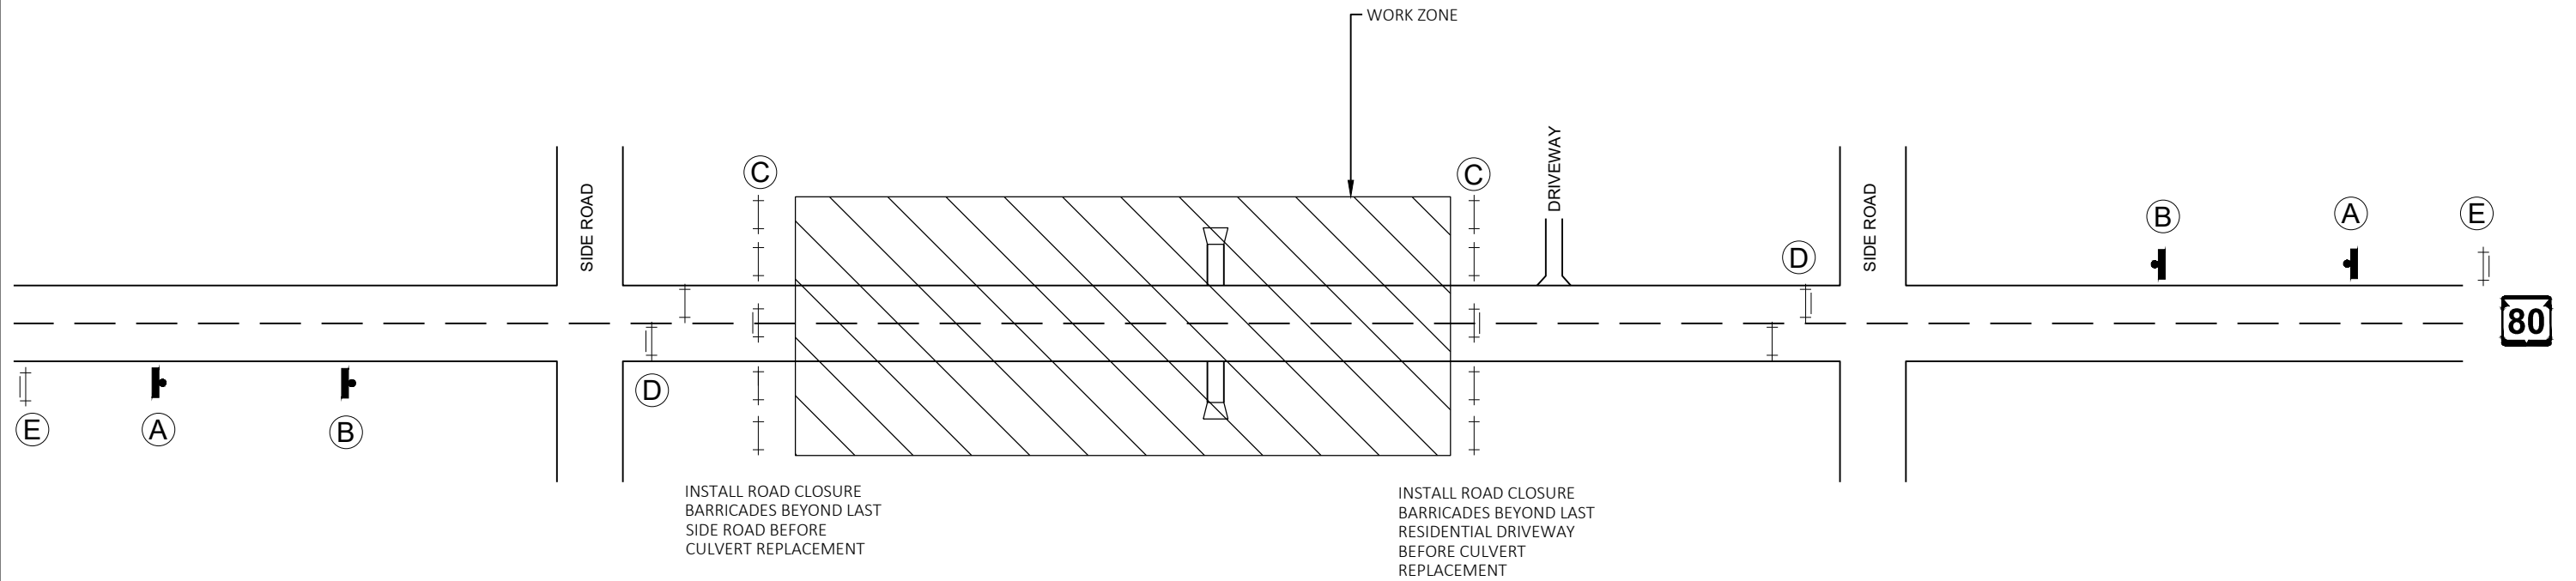 WORK ZONE
SIDE ROAD
C
C
DRIVEWAY
D
SIDE ROAD
B
A
E
80
E
A
B
D
INSTALL ROAD CLOSURE
BARRICADES BEYOND LAST
SIDE ROAD BEFORE
CULVERT REPLACEMENT
INSTALL ROAD CLOSURE
BARRICADES BEYOND LAST
RESIDENTIAL DRIVEWAY
BEFORE CULVERT
REPLACEMENT